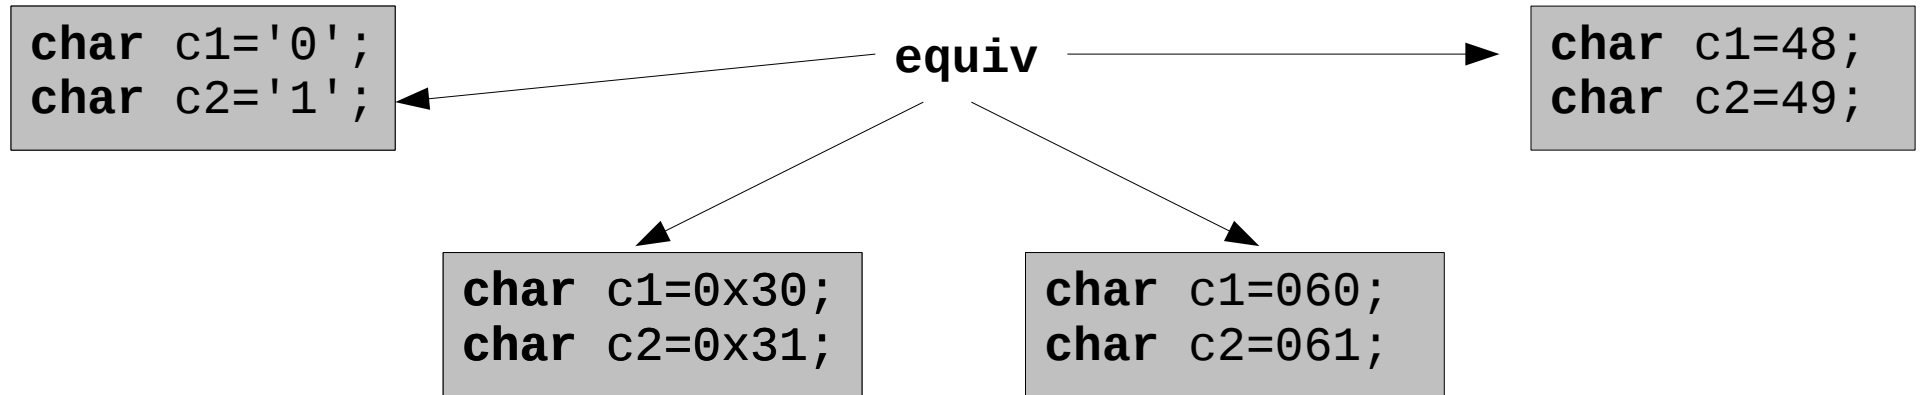 char c1='0';
char c2='1';
equiv
char c1=48;
char c2=49;
char c1=0x30;
char c2=0x31;
char c1=060;
char c2=061;